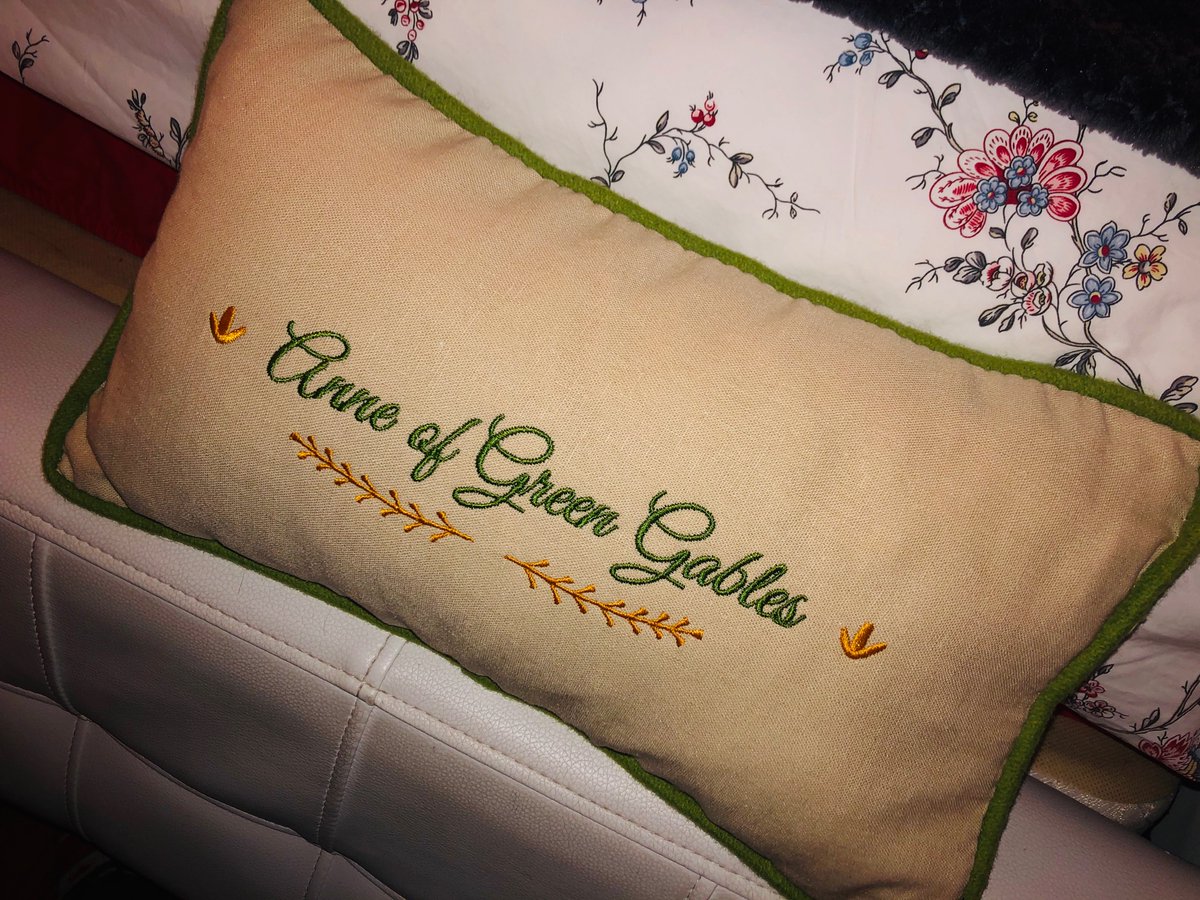 Anne of Green Gables